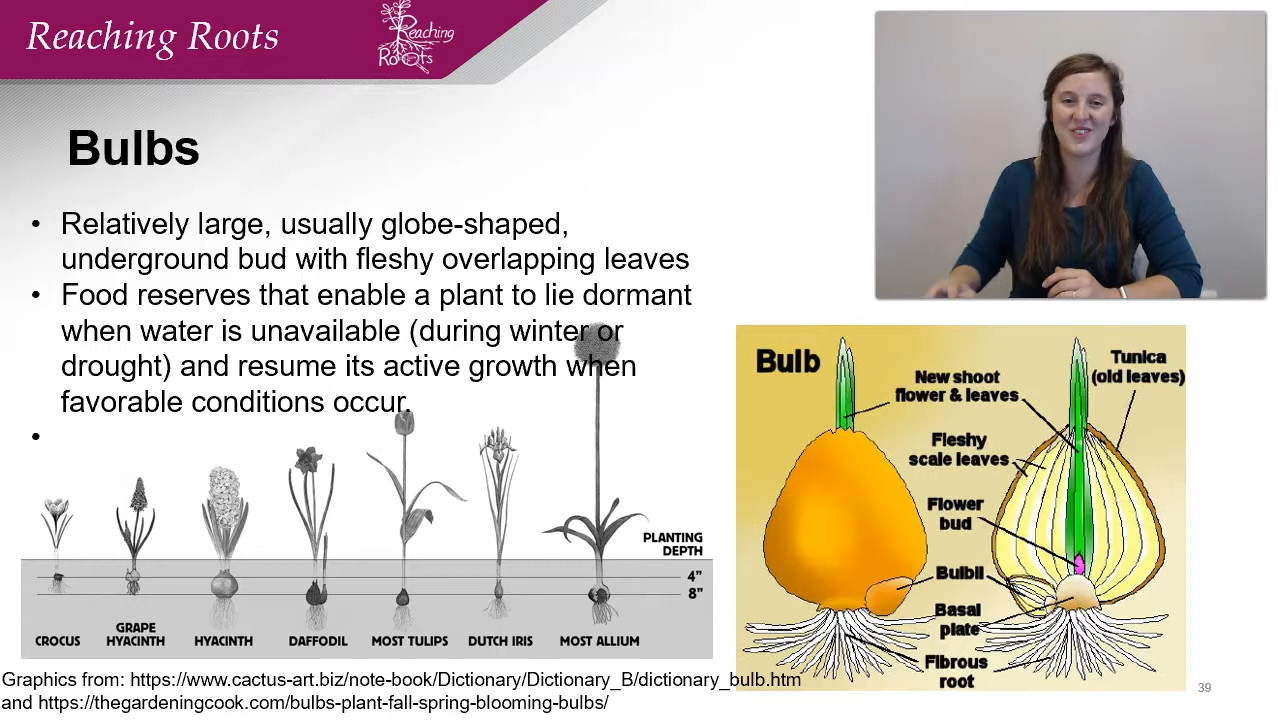 Reaching Roots
Reaching
Roots
Bulbs
• Relatively large, usually globe-shaped,
underground bud with fleshy overlapping leaves
• Food reserves that enable a plant to lie dormant
when water is unavailable (during winter or
drought) and resume its active growth when
favorable conditions occur.
•
PLANTING
DEPTH
4"
8"
CROCUS
GRAPE
HYACINTH
HYACINTH
DAFFODIL
MOST TULIPS
DUTCH IRIS
MOST ALLIUM
Bulb
New shoot
flower & leaves
Tunica
(old leaves)
Fleshy
scale leaves
Flower
bud
Bulbil
Basal
plate
Fibrous
root
Graphics from: https://www.cactus-art.biz/note-book/Dictionary/Dictionary_B/dictionary_bulb.htm
and https://thegardeningcook.com/bulbs-plant-fall-spring-blooming-bulbs/
39